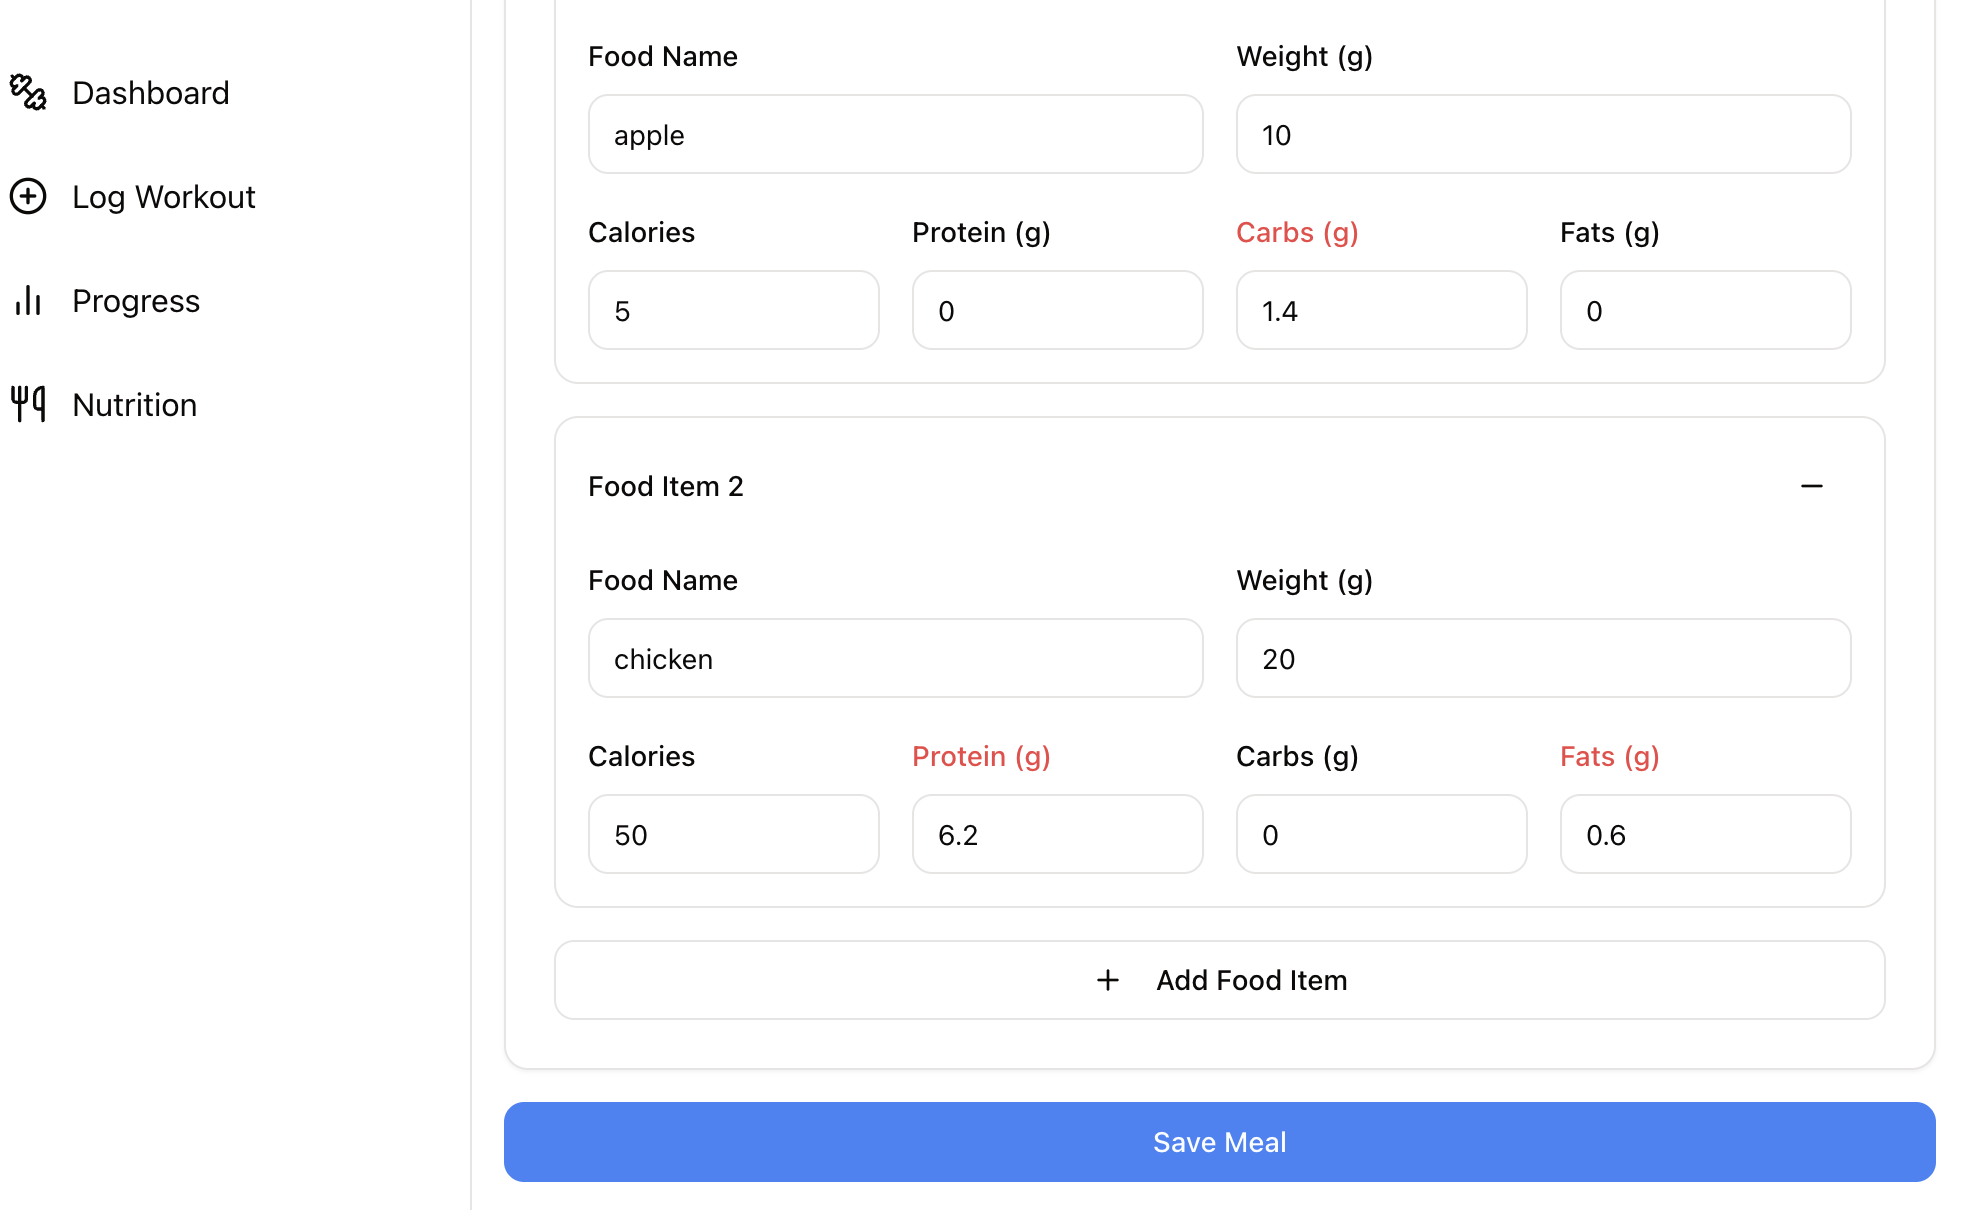 Dashboard
Log Workout
Progress
Nutrition
Food Name Weight (g)
apple 10
Calories Protein (g) Carbs (g) Fats (g)
5 0 1.4 0
Food Item 2
Food Name Weight (g)
chicken 20
Calories Protein (g) Carbs (g) Fats (g)
50 6.2 0 0.6
Add Food Item
Save Meal